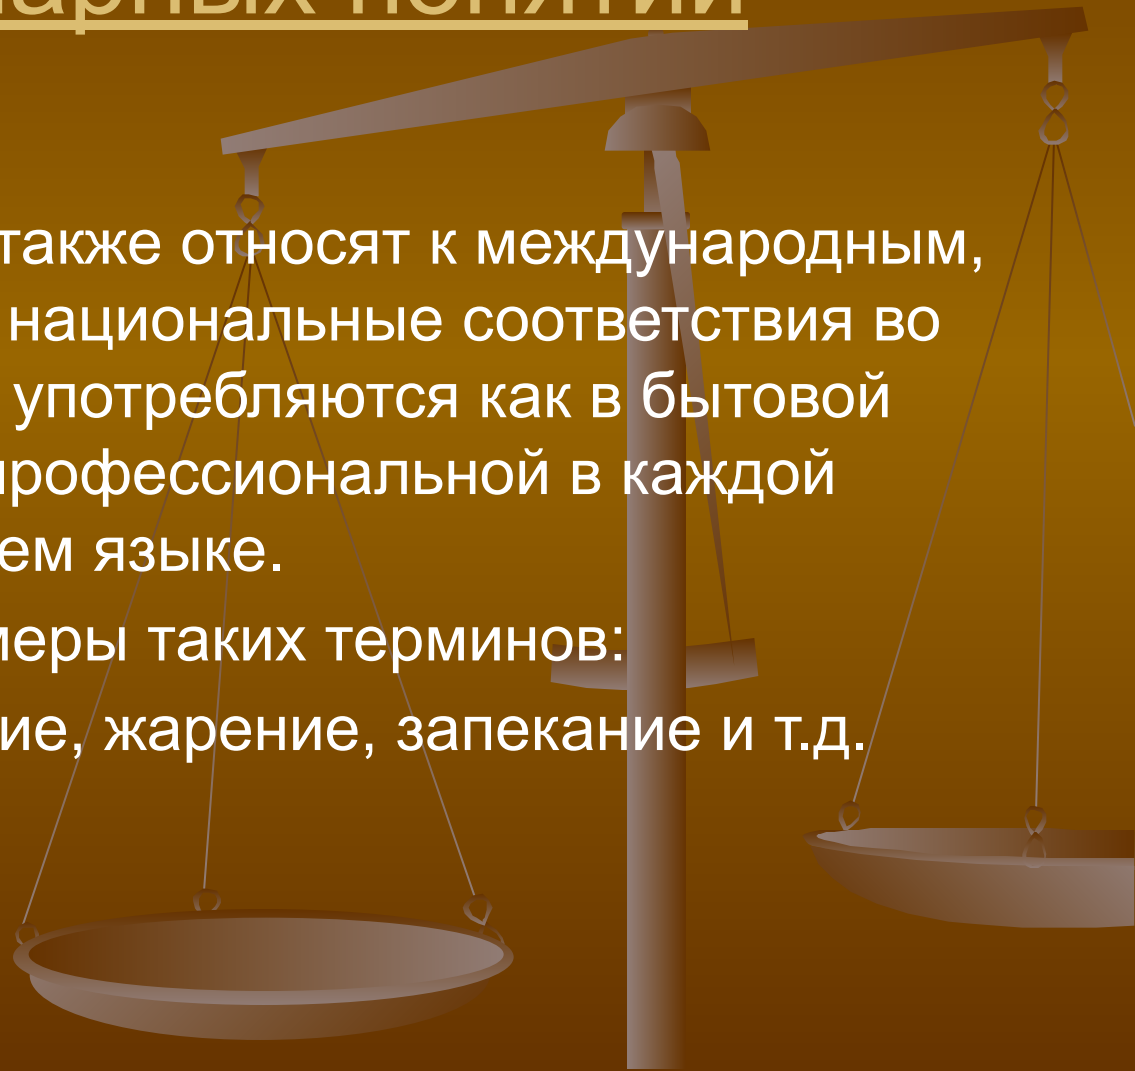 понятий
также относят к международным,
национальные соответствия во
употребляются как в бытовой
профессиональной в каждой
ем языке.
меры таких терминов:
ие, жарение, запекание и т.д.